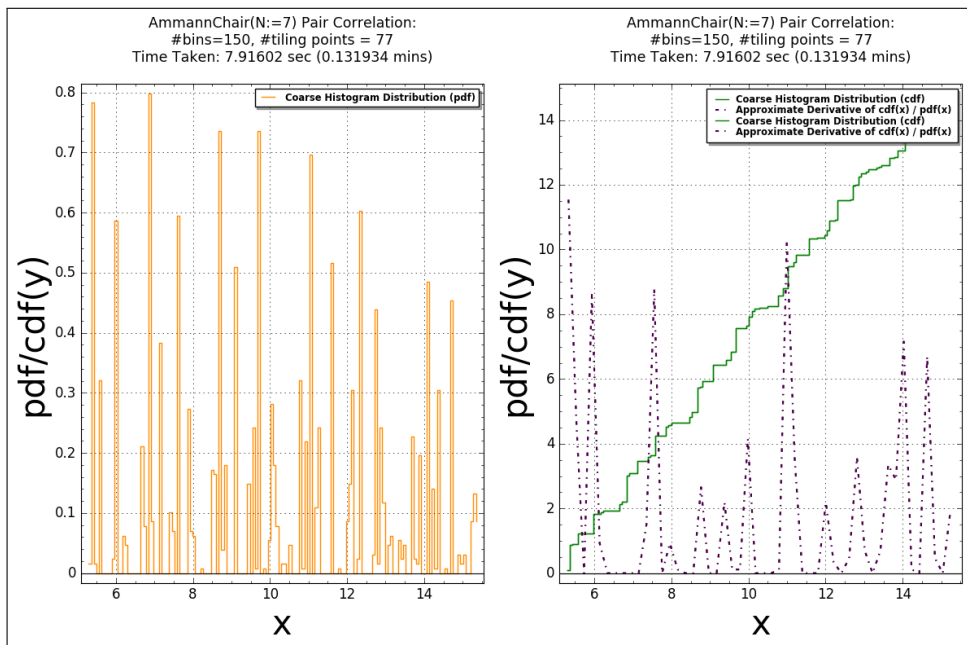 AmmannChair(N:=7) Pair Correlation:
#bins=150, #tiling points = 77
Time Taken: 7.91602 sec (0.131934 mins)
Coarse Histogram Distribution (pdf)
0.8
0.7
0.6
0.5
0.4
0.3
0.2
0.1
0
pdf/cdf(y)
6 8 10 12 14
x
AmmannChair(N:=7) Pair Correlation:
#bins=150, #tiling points = 77
Time Taken: 7.91602 sec (0.131934 mins)
Coarse Histogram Distribution (cdf)
Approximate Derivative of cdf(x) / pdf(x)
Coarse Histogram Distribution (cdf)
Approximate Derivative of cdf(x) / pdf(x)
14
12
10
8
6
4
2
0
pdf/cdf(y)
6 8 10 12 14
x